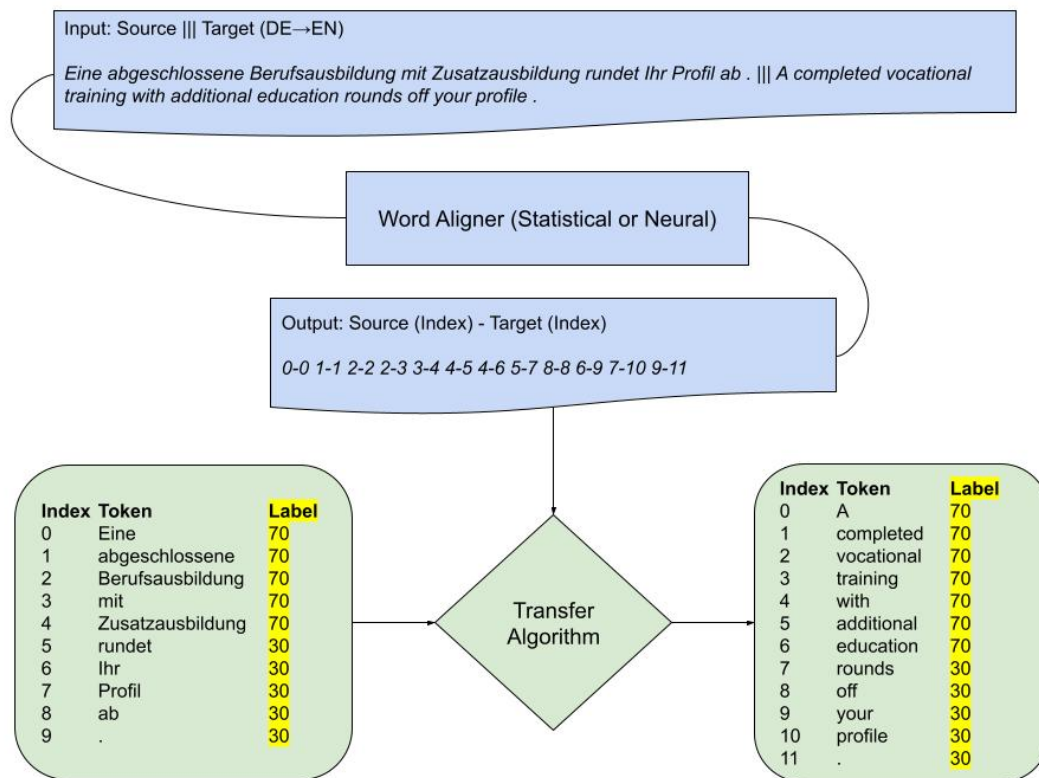 Input: Source ||| Target (DE→EN)
Eine abgeschlossene Berufsausbildung mit Zusatzausbildung rundet Ihr Profil ab . ||| A completed vocational
training with additional education rounds off your profile .
Word Aligner (Statistical or Neural)
Output: Source (Index) - Target (Index)
0-0 1-1 2-2 2-3 3-4 4-5 4-6 5-7 8-8 6-9 7-10 9-11
Index Token Label
0 Eine 70
1 abgeschlossene 70
2 Berufsausbildung 70
3 mit 70
4 Zusatzausbildung 70
5 rundet 30
6 Ihr 30
7 Profil 30
8 ab 30
9 . 30
Transfer
Algorithm
Index Token Label
0 A 70
1 completed 70
2 vocational 70
3 training 70
4 with 70
5 additional 70
6 education 70
7 rounds 30
8 off 30
9 your 30
10 profile 30
11 . 30